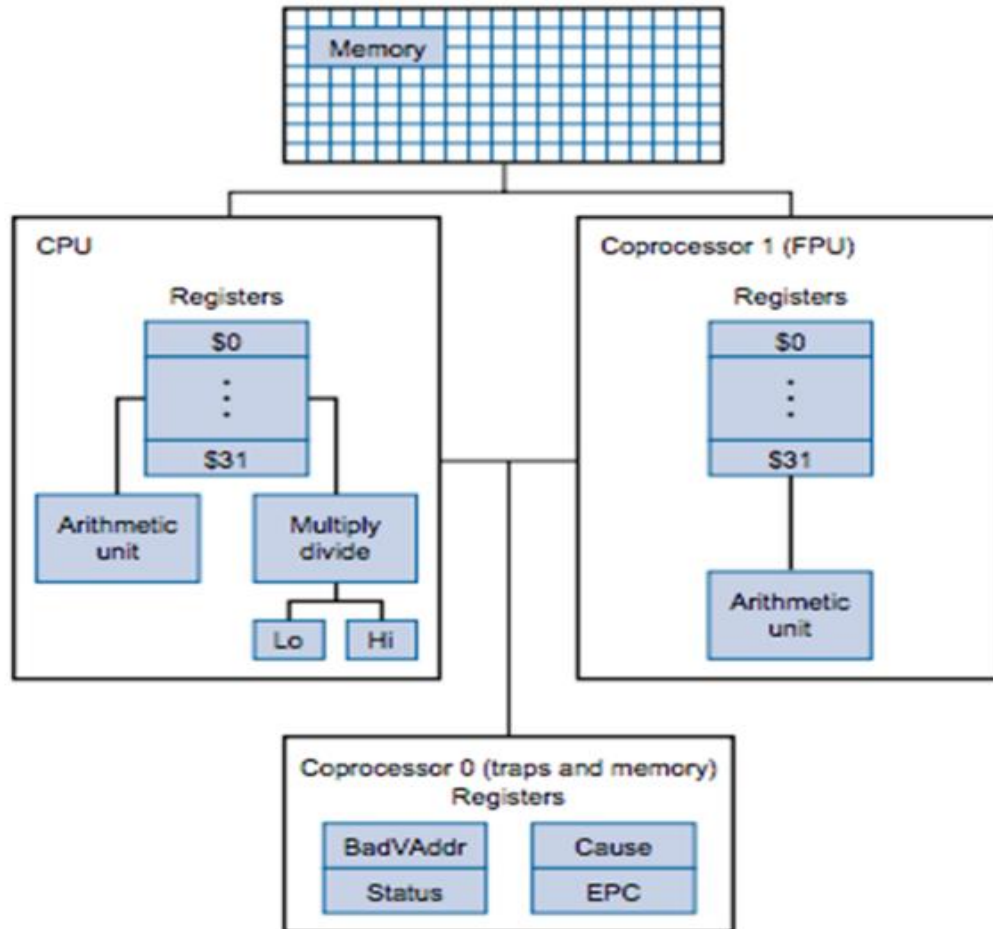 Memory
CPU
Registers
$0
$31
Arithmetic
unit
Multiply
divide
Lo
Hi
Coprocessor 1 (FPU)
Registers
$0
$31
Arithmetic
unit
Coprocessor 0 (traps and memory)
Registers
BadVAddr
Status
Cause
EPC